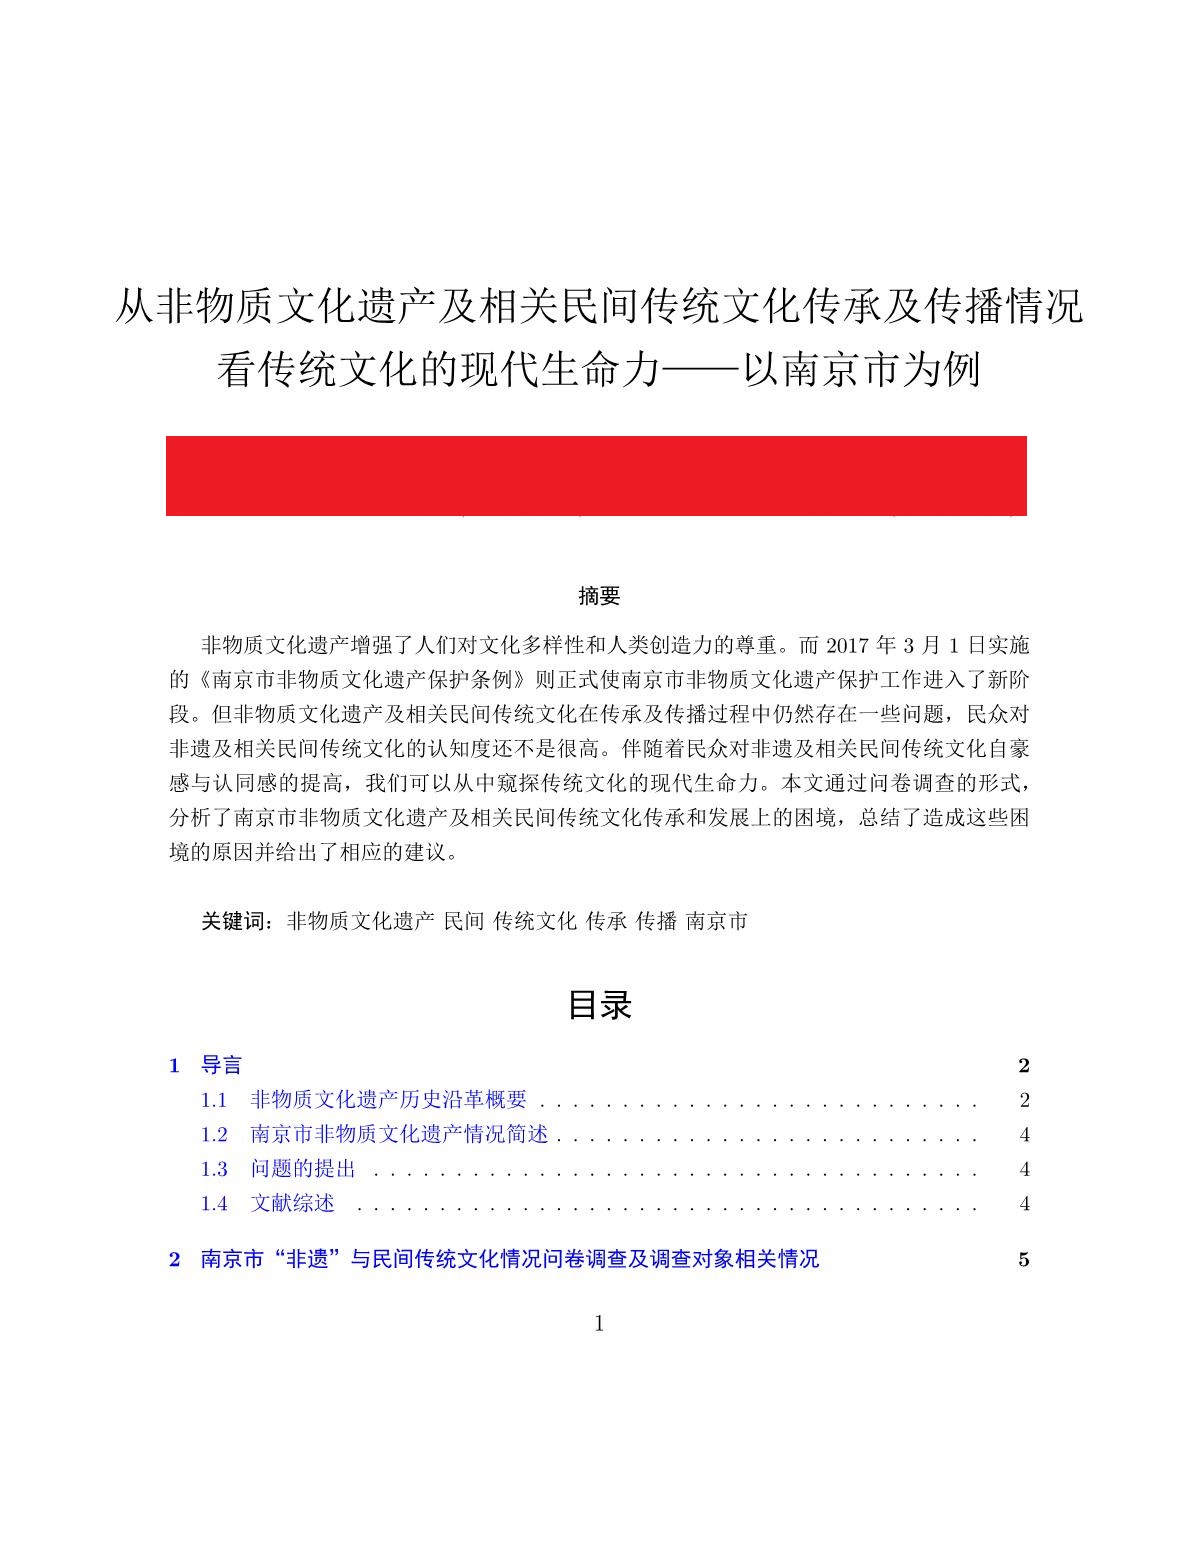 从非物质文化遗产及相关民间传统文化传承及传播情况
看传统文化的现代生命力——以南京市为例
摘要
非物质文化遗产增强了人们对文化多样性和人类创造力的尊重。而 2017 年 3 月 1 日实施
的《南京市非物质文化遗产保护条例》则正式使南京市非物质文化遗产保护工作进入了新阶
段。但非物质文化遗产及相关民间传统文化在传承及传播过程中仍然存在一些问题，民众对
非遗及相关民间传统文化的认知度还不是很高。伴随着民众对非遗及相关民间传统文化自豪
感与认同感的提高，我们可以从中窥探传统文化的现代生命力。本文通过问卷调查的形式，
分析了南京市非物质文化遗产及相关民间传统文化传承和发展上的困境，总结了造成这些困
境的原因并给出了相应的建议。
关键词：非物质文化遗产 民间 传统文化 传承 传播 南京市
目录
1 导言 2
1.1 非物质文化遗产历史沿革概要 . . . . . . . . . . . . . . . . . . . . . . . . . . . 2
1.2 南京市非物质文化遗产情况简述 . . . . . . . . . . . . . . . . . . . . . . . . . . 4
1.3 问题的提出 . . . . . . . . . . . . . . . . . . . . . . . . . . . . . . . . . . . . . 4
1.4 文献综述 . . . . . . . . . . . . . . . . . . . . . . . . . . . . . . . . . . . . . . 4
2 南京市“非遗”与民间传统文化情况问卷调查及调查对象相关情况 5
1